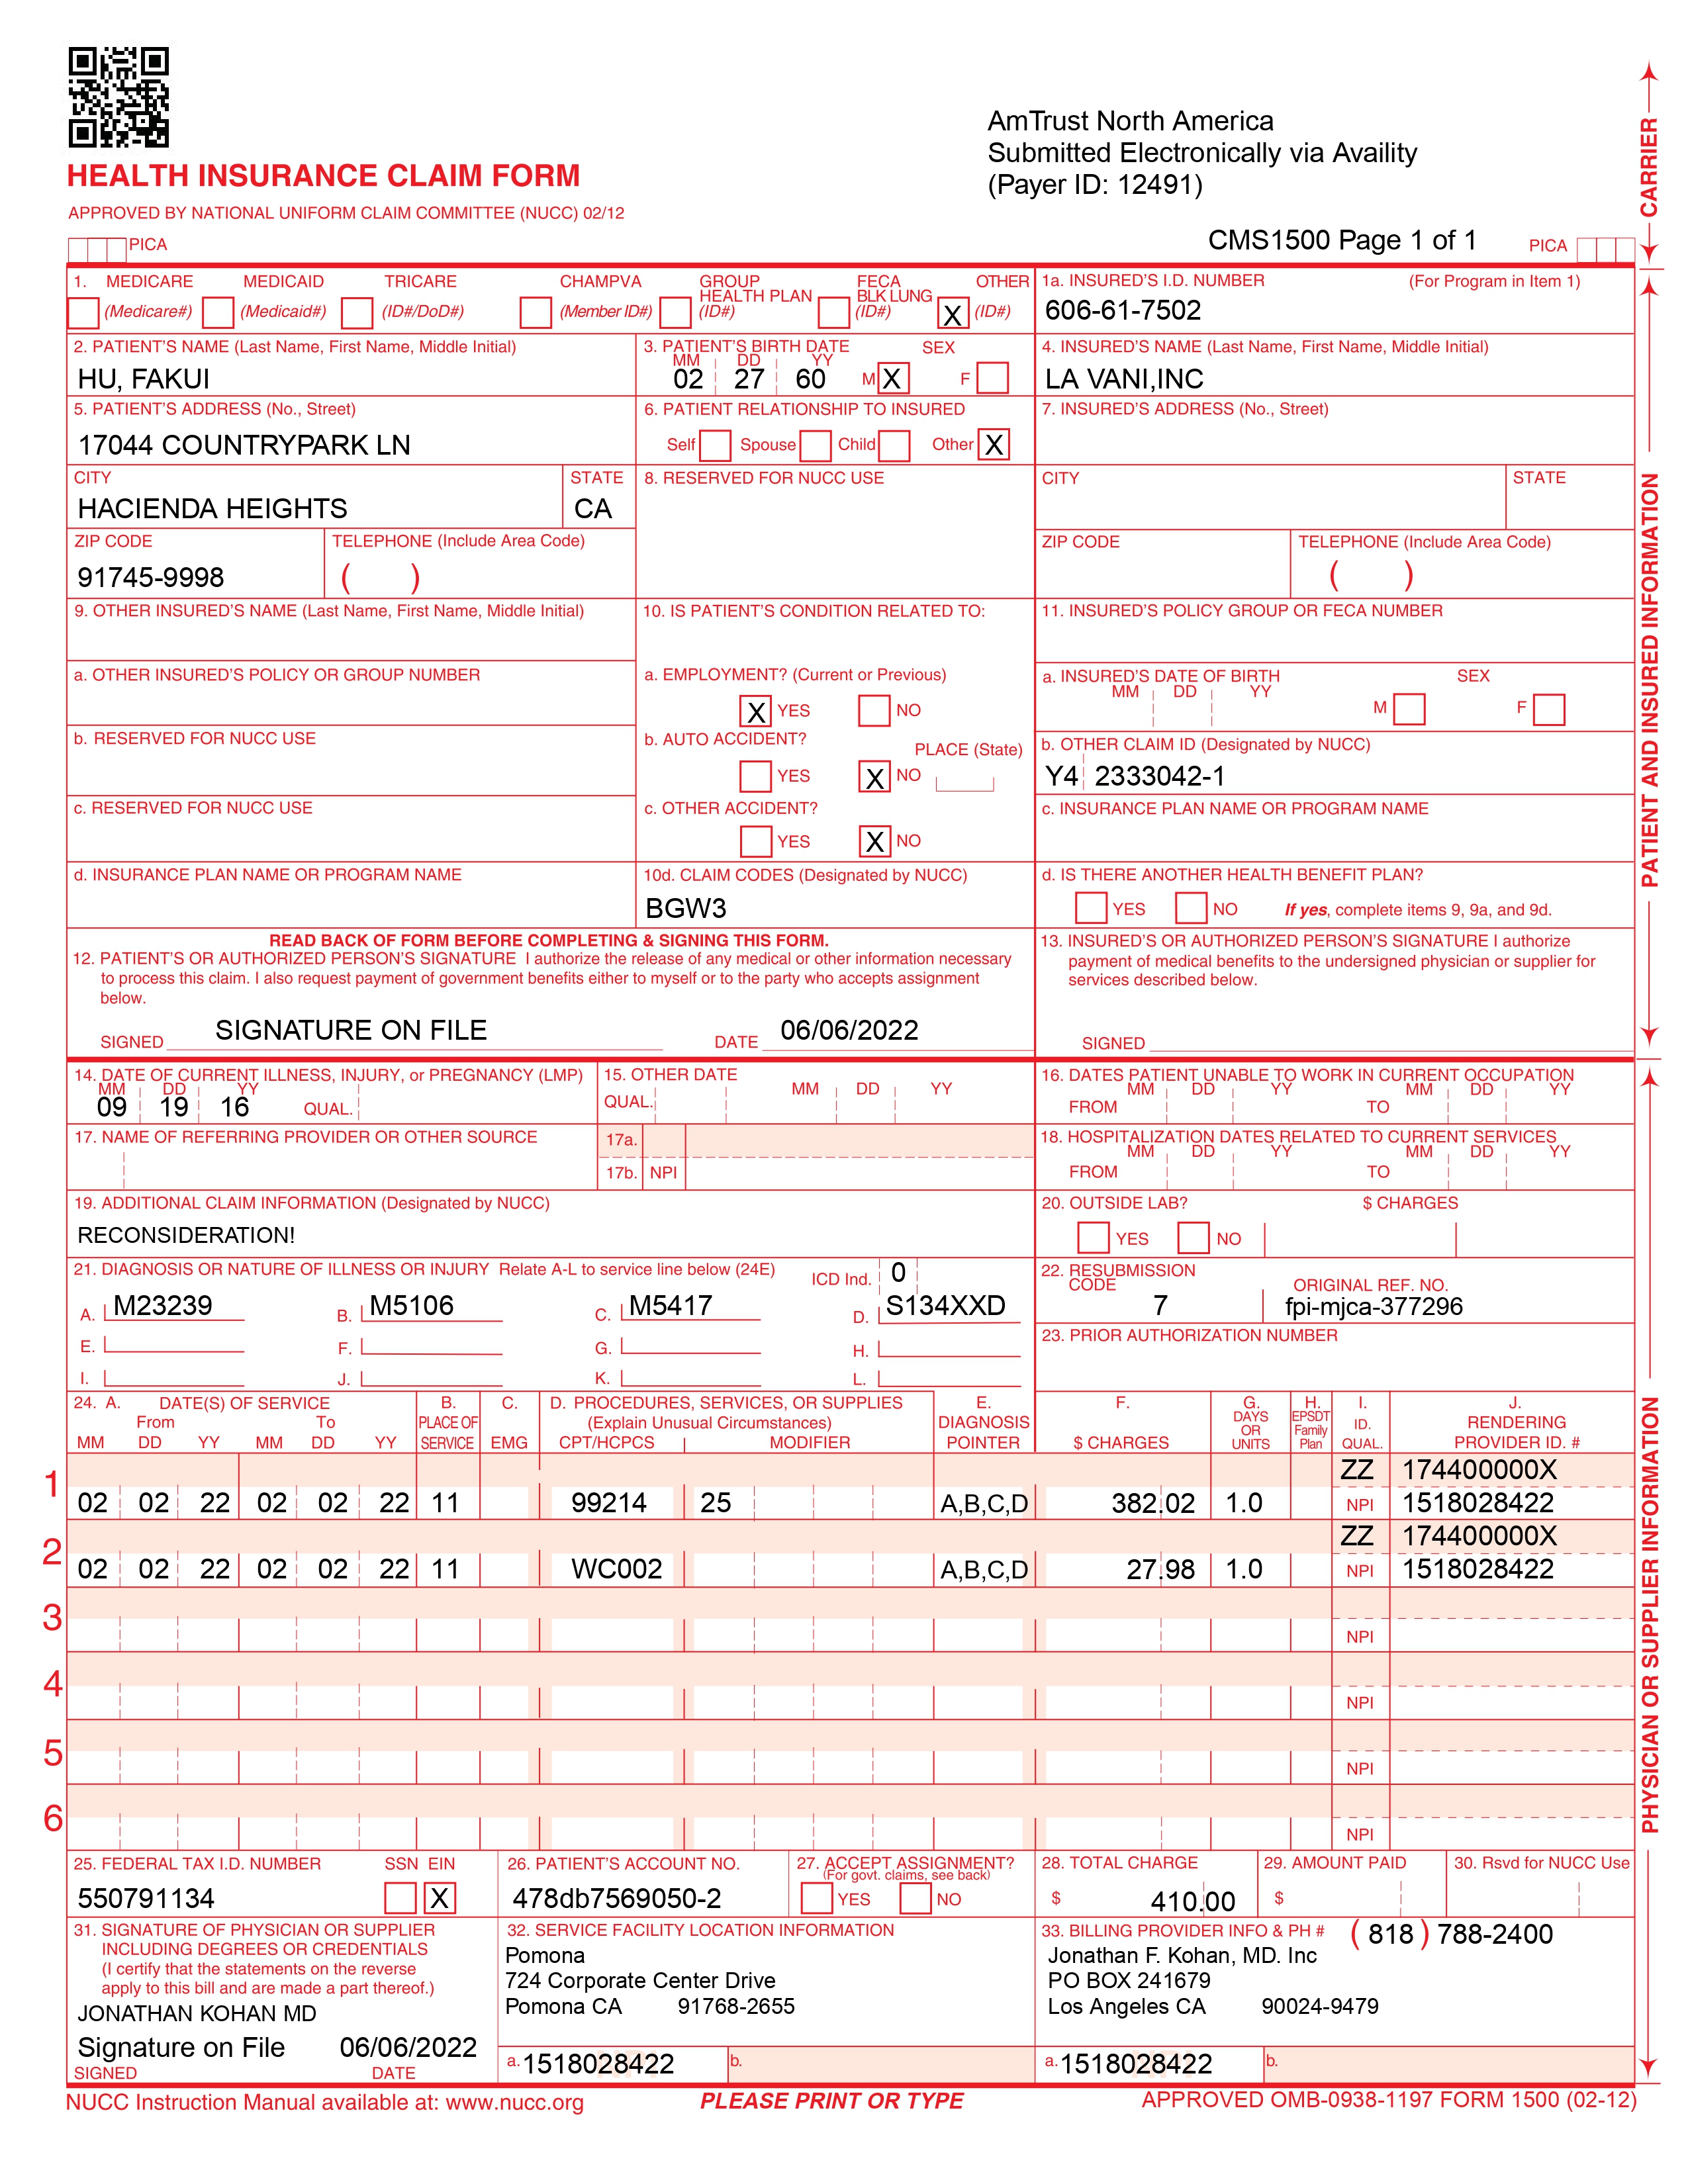 AmTrust North America
Submitted Electronically via Availity
(Payer ID: 12491)
HEALTH INSURANCE CLAIM FORM
APPROVED BY NATIONAL UNIFORM CLAIM COMMITTEE (NUCC) 02/12
PICA
CMS1500 Page 1 of 1
PICA
CARRIER
1. MEDICARE MEDICAID TRICARE CHAMPVA GROUP HEALTH PLAN FECA BLK LUNG OTHER
(Medicare#) (Medicaid#) (ID#/DoD#) (Member ID#) (ID#) (ID#) X (ID#)
1a. INSURED'S I.D. NUMBER (For Program in Item 1)
606-61-7502
2. PATIENT'S NAME (Last Name, First Name, Middle Initial)
HU, FAKUI
3. PATIENT'S BIRTH DATE SEX
MM DD YY
02 27 60 M X F
4. INSURED'S NAME (Last Name, First Name, Middle Initial)
LA VANI,INC
5. PATIENT'S ADDRESS (No., Street)
17044 COUNTRYPARK LN
6. PATIENT RELATIONSHIP TO INSURED
Self Spouse Child Other X
7. INSURED'S ADDRESS (No., Street)
CITY STATE
HACIENDA HEIGHTS CA
8. RESERVED FOR NUCC USE
CITY STATE
ZIP CODE TELEPHONE (Include Area Code)
91745-9998 ( )
ZIP CODE TELEPHONE (Include Area Code)
( )
9. OTHER INSURED'S NAME (Last Name, First Name, Middle Initial)
10. IS PATIENT'S CONDITION RELATED TO:
11. INSURED'S POLICY GROUP OR FECA NUMBER
a. OTHER INSURED'S POLICY OR GROUP NUMBER
a. EMPLOYMENT? (Current or Previous)
X YES NO
a. INSURED'S DATE OF BIRTH SEX
MM DD YY
M F
b. RESERVED FOR NUCC USE
b. AUTO ACCIDENT? PLACE (State)
YES X NO
b. OTHER CLAIM ID (Designated by NUCC)
Y4 2333042-1
c. RESERVED FOR NUCC USE
c. OTHER ACCIDENT?
YES X NO
c. INSURANCE PLAN NAME OR PROGRAM NAME
d. INSURANCE PLAN NAME OR PROGRAM NAME
10d. CLAIM CODES (Designated by NUCC)
BGW3
d. IS THERE ANOTHER HEALTH BENEFIT PLAN?
YES NO If yes, complete items 9, 9a, and 9d.
PATIENT AND INSURED INFORMATION
READ BACK OF FORM BEFORE COMPLETING & SIGNING THIS FORM.
12. PATIENT'S OR AUTHORIZED PERSON'S SIGNATURE I authorize the release of any medical or other information necessary
to process this claim. I also request payment of government benefits either to myself or to the party who accepts assignment
below.
SIGNED SIGNATURE ON FILE DATE 06/06/2022
13. INSURED'S OR AUTHORIZED PERSON'S SIGNATURE I authorize
payment of medical benefits to the undersigned physician or supplier for
services described below.
SIGNED
14. DATE OF CURRENT ILLNESS, INJURY, or PREGNANCY (LMP)
MM DD YY
09 19 16 QUAL.
15. OTHER DATE
QUAL. MM DD YY
16. DATES PATIENT UNABLE TO WORK IN CURRENT OCCUPATION
MM DD YY MM DD YY
FROM TO
17. NAME OF REFERRING PROVIDER OR OTHER SOURCE
17a.
17b. NPI
18. HOSPITALIZATION DATES RELATED TO CURRENT SERVICES
MM DD YY MM DD YY
FROM TO
19. ADDITIONAL CLAIM INFORMATION (Designated by NUCC)
RECONSIDERATION!
20. OUTSIDE LAB? $ CHARGES
YES NO
21. DIAGNOSIS OR NATURE OF ILLNESS OR INJURY Relate A-L to service line below (24E) ICD Ind. 0
A. M23239 B. M5106 C. M5417 D. S134XXD
E. F. G. H.
I. J. K. L.
22. RESUBMISSION CODE ORIGINAL REF. NO.
7 fpi-mjca-377296
23. PRIOR AUTHORIZATION NUMBER
24. A. DATE(S) OF SERVICE B. C. D. PROCEDURES, SERVICES, OR SUPPLIES E. F. G. H. I. J.
From To PLACE OF (Explain Unusual Circumstances) DIAGNOSIS DAYS OR UNITS EPSDT Family Plan ID. RENDERING
MM DD YY MM DD YY SERVICE EMG CPT/HCPCS MODIFIER POINTER $ CHARGES QUAL. PROVIDER ID. #
1 ZZ 174400000X
02 02 22 02 02 22 11 99214 25 A,B,C,D 382.02 1.0 NPI 1518028422
2 ZZ 174400000X
02 02 22 02 02 22 11 WC002 A,B,C,D 27.98 1.0 NPI 1518028422
3
NPI
4
NPI
5
NPI
6
NPI
PHYSICIAN OR SUPPLIER INFORMATION
25. FEDERAL TAX I.D. NUMBER SSN EIN
550791134 X
26. PATIENT'S ACCOUNT NO.
478db7569050-2
27. ACCEPT ASSIGNMENT?
(For govt. claims, see back)
YES NO
28. TOTAL CHARGE
$ 410.00
29. AMOUNT PAID
$
30. Rsvd for NUCC Use
31. SIGNATURE OF PHYSICIAN OR SUPPLIER
INCLUDING DEGREES OR CREDENTIALS
(I certify that the statements on the reverse
apply to this bill and are made a part thereof.)
JONATHAN KOHAN MD
Signature on File 06/06/2022
SIGNED DATE
32. SERVICE FACILITY LOCATION INFORMATION
Pomona
724 Corporate Center Drive
Pomona CA 91768-2655
a. 1518028422 b.
33. BILLING PROVIDER INFO & PH # (818) 788-2400
Jonathan F. Kohan, MD. Inc
PO BOX 241679
Los Angeles CA 90024-9479
a. 1518028422 b.
NUCC Instruction Manual available at: www.nucc.org
PLEASE PRINT OR TYPE
APPROVED OMB-0938-1197 FORM 1500 (02-12)